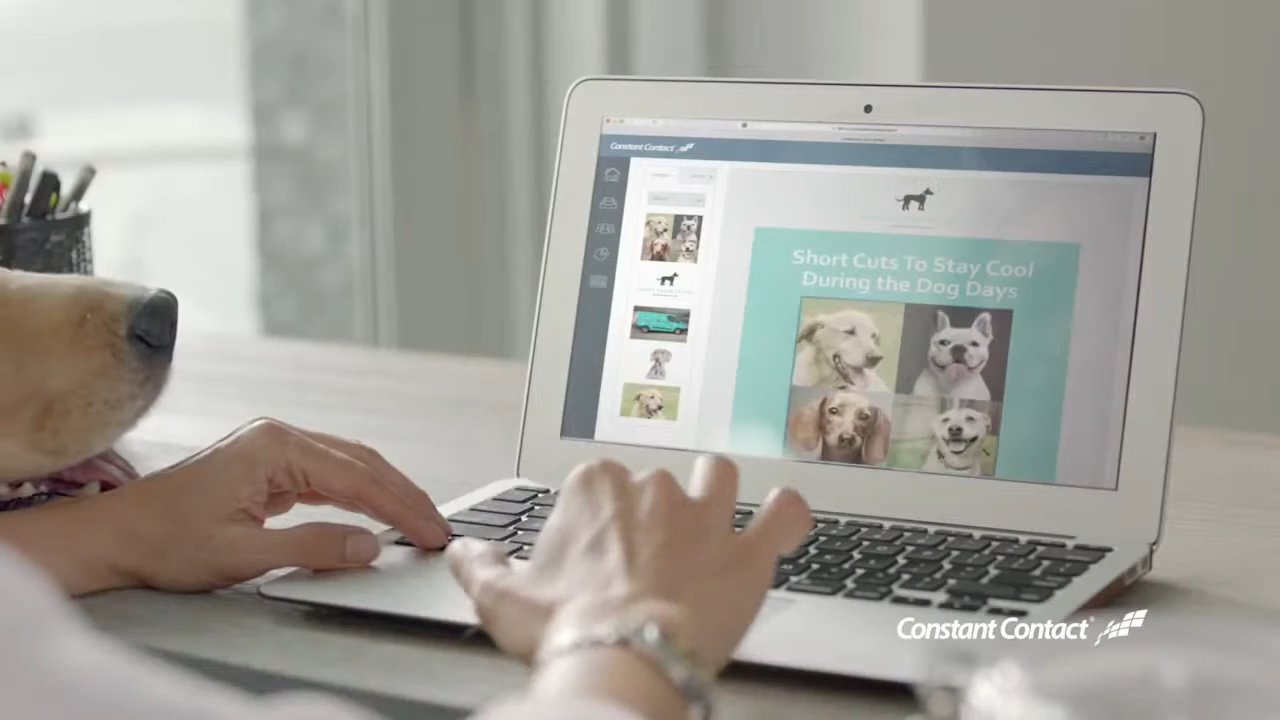 Constant Contact
Short Cuts To Stay Cool
During the Dog Days
Constant Contact